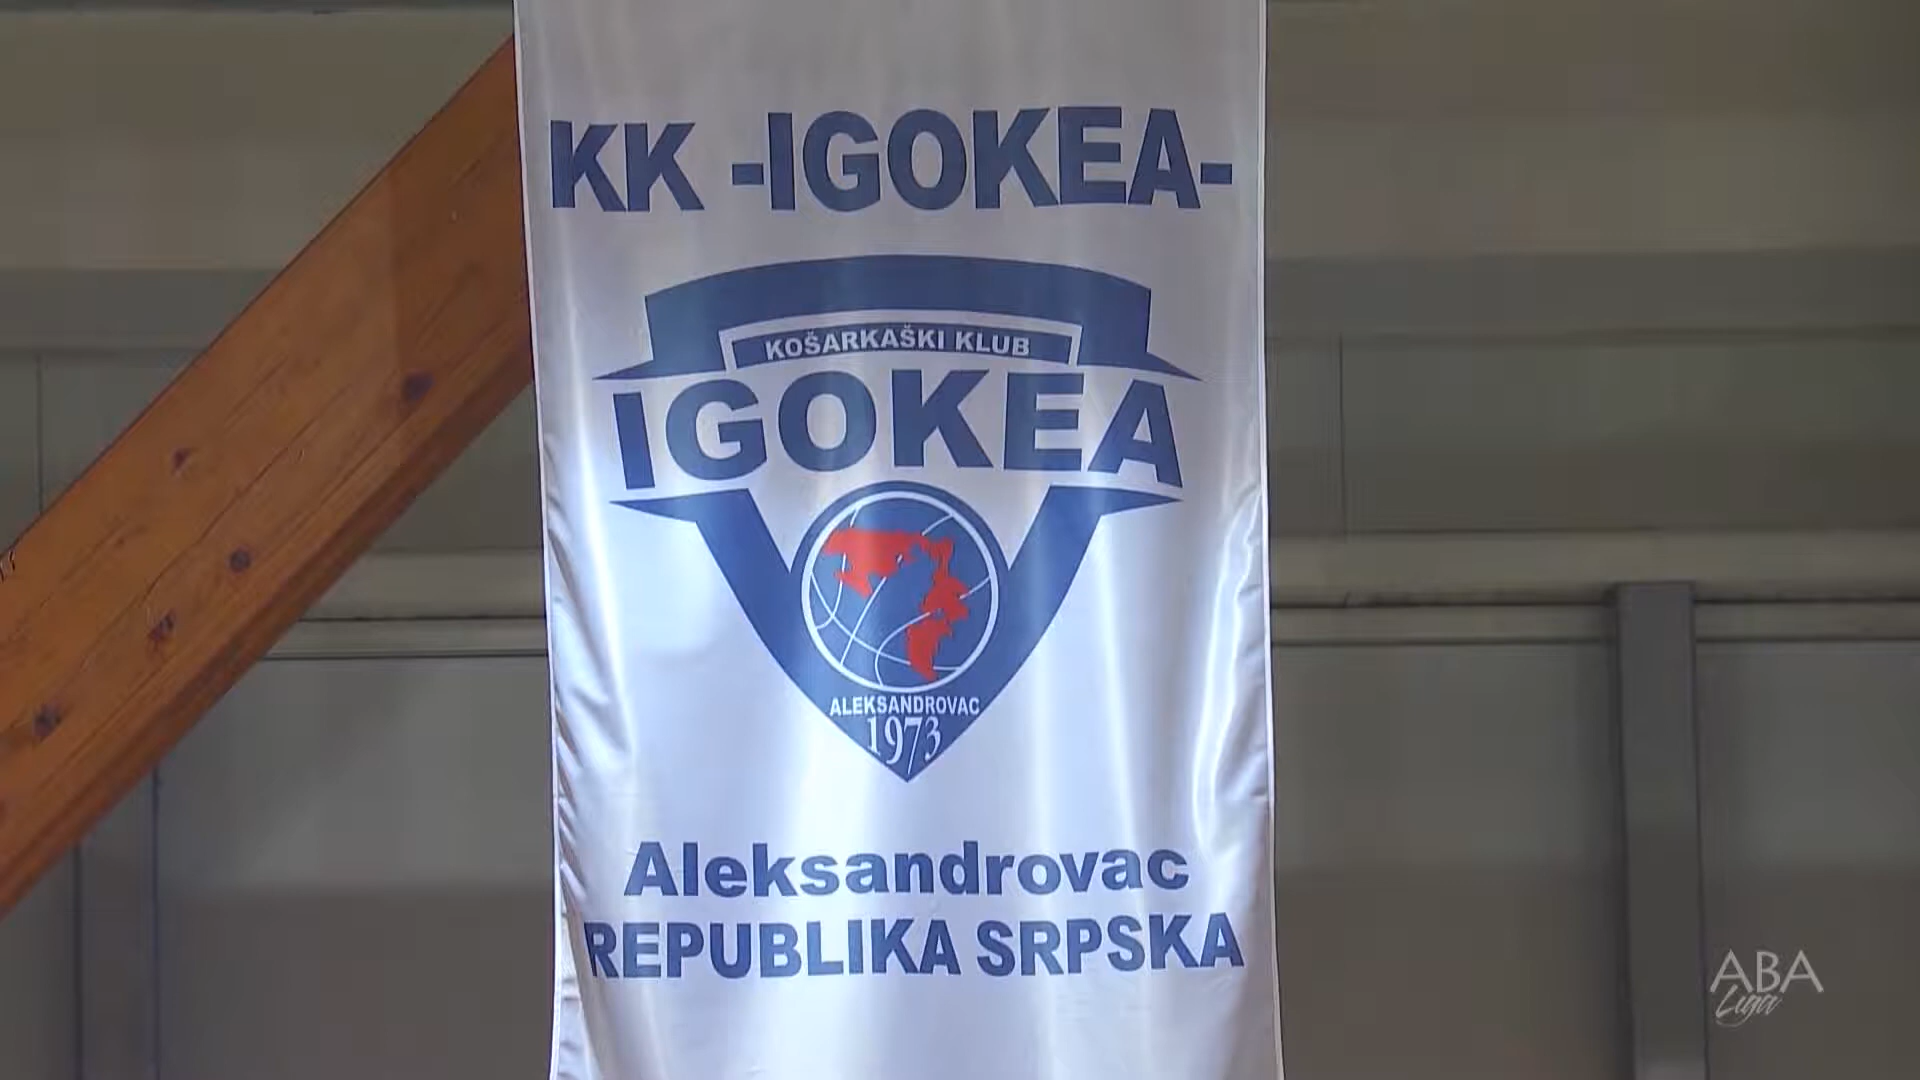 KK -IGOKEA-
KOŠARKAŠKI KLUB
IGOKEA
ALEKSANDROVAC
1973
Aleksandrovac
REPUBLIKA SRPSKA
ABA
Liga